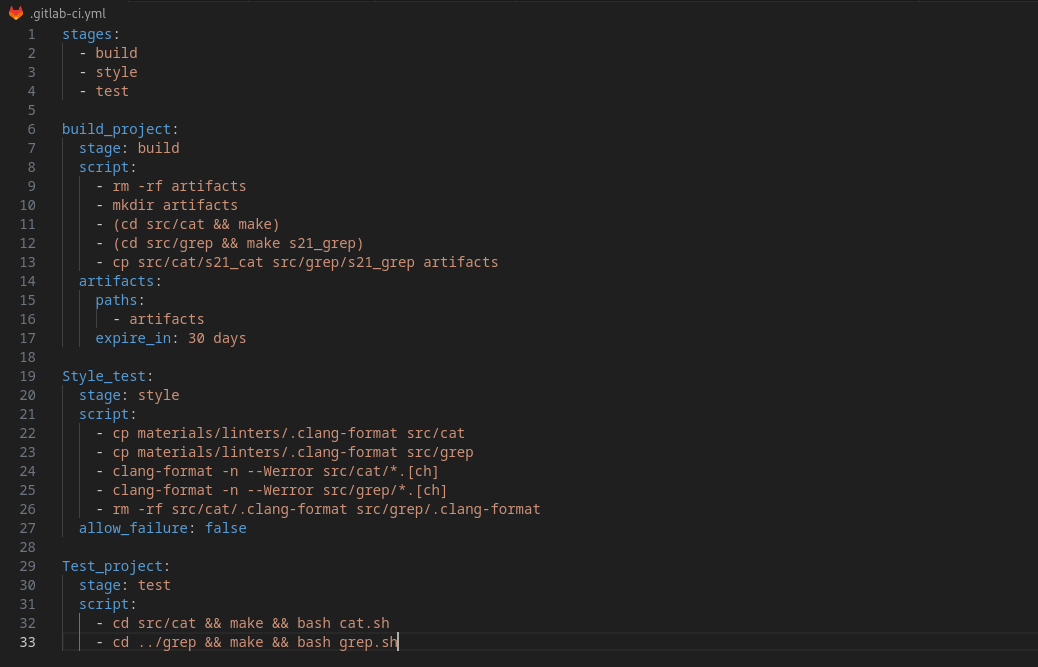 .gitlab-ci.yml
1 stages:
2   - build
3   - style
4   - test
5
6 build_project:
7   stage: build
8   script:
9     - rm -rf artifacts
10     - mkdir artifacts
11     - (cd src/cat && make)
12     - (cd src/grep && make s21_grep)
13     - cp src/cat/s21_cat src/grep/s21_grep artifacts
14   artifacts:
15     paths:
16       - artifacts
17     expire_in: 30 days
18
19 Style_test:
20   stage: style
21   script:
22     - cp materials/linters/.clang-format src/cat
23     - cp materials/linters/.clang-format src/grep
24     - clang-format -n --Werror src/cat/*.[ch]
25     - clang-format -n --Werror src/grep/*.[ch]
26     - rm -rf src/cat/.clang-format src/grep/.clang-format
27   allow_failure: false
28
29 Test_project:
30   stage: test
31   script:
32     - cd src/cat && make && bash cat.sh
33     - cd ../grep && make && bash grep.sh